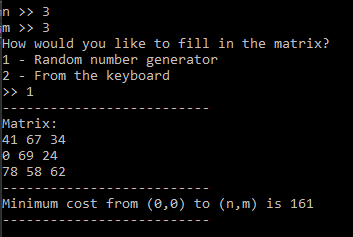 n >> 3
m >> 3
How would you like to fill in the matrix?
1 - Random number generator
2 - From the keyboard
>> 1
--------------------------
Matrix:
41 67 34
0 69 24
78 58 62
--------------------------
Minimum cost from (0,0) to (n,m) is 161
--------------------------